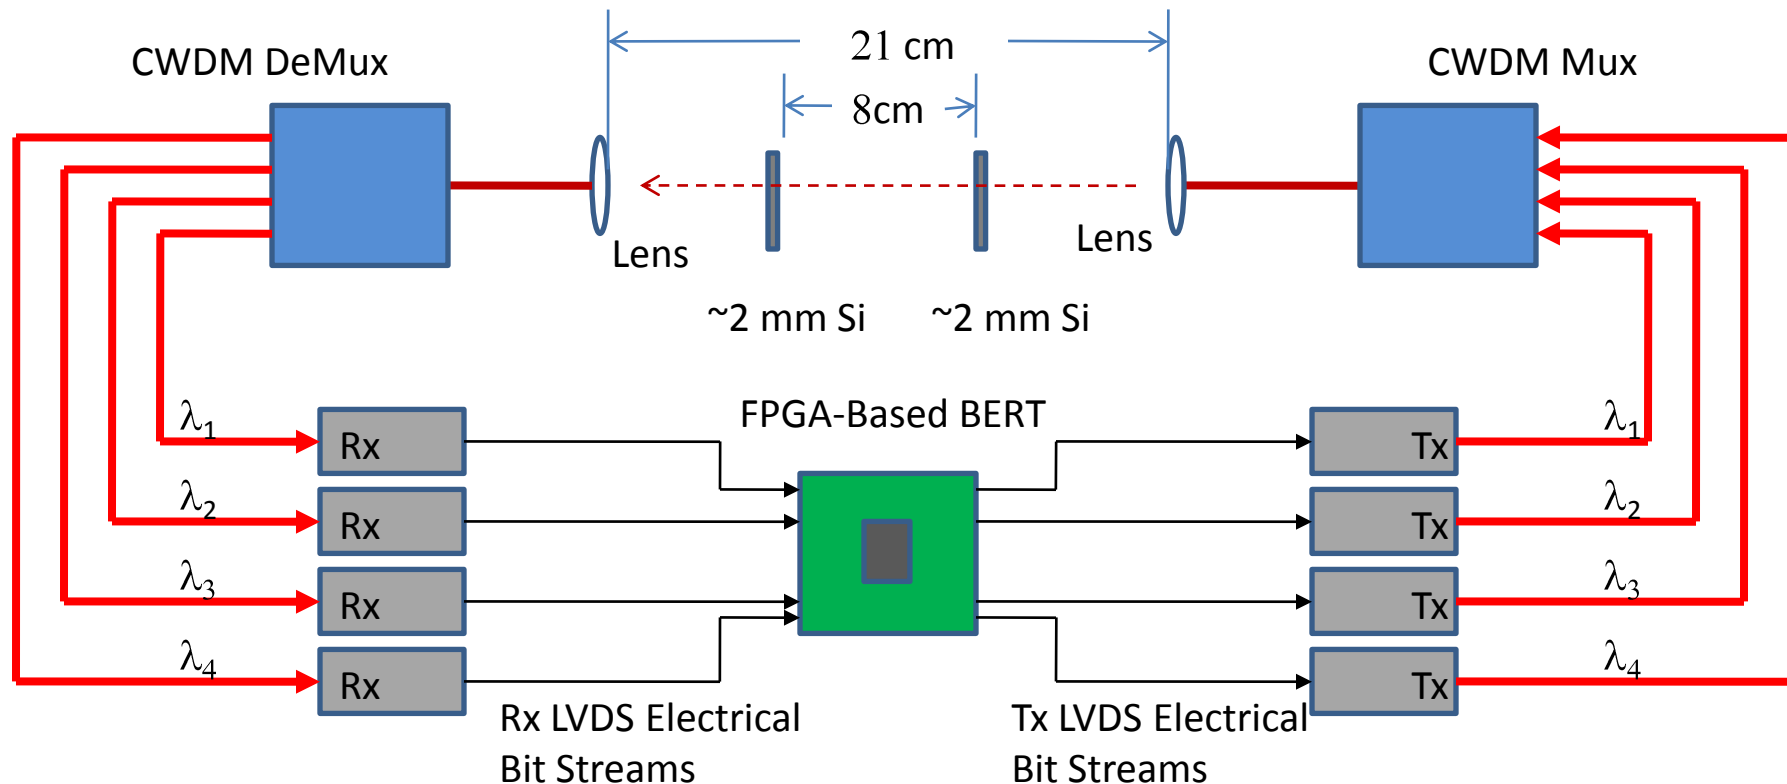 CWDM DeMux
21 cm
CWDM Mux
8cm
Lens
Lens
~2 mm Si
~2 mm Si
FPGA-Based BERT
λ1
Rx
Tx
λ1
λ2
Rx
Tx
λ2
λ3
Rx
Tx
λ3
λ4
Rx
Tx
λ4
Rx LVDS Electrical
Bit Streams
Tx LVDS Electrical
Bit Streams